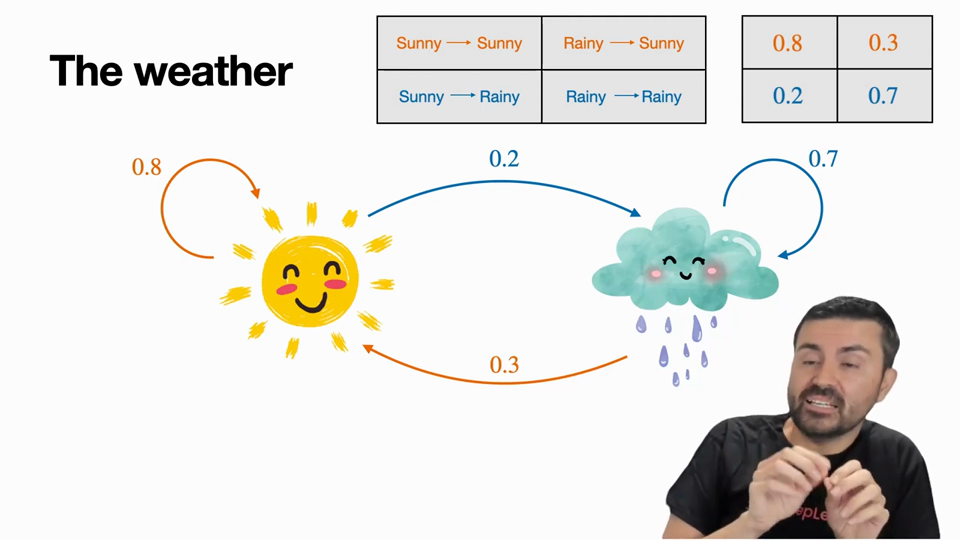 The weather
Sunny → Sunny
Rainy → Sunny
0.8
0.3
Sunny → Rainy
Rainy → Rainy
0.2
0.7
0.8
0.2
0.7
0.3